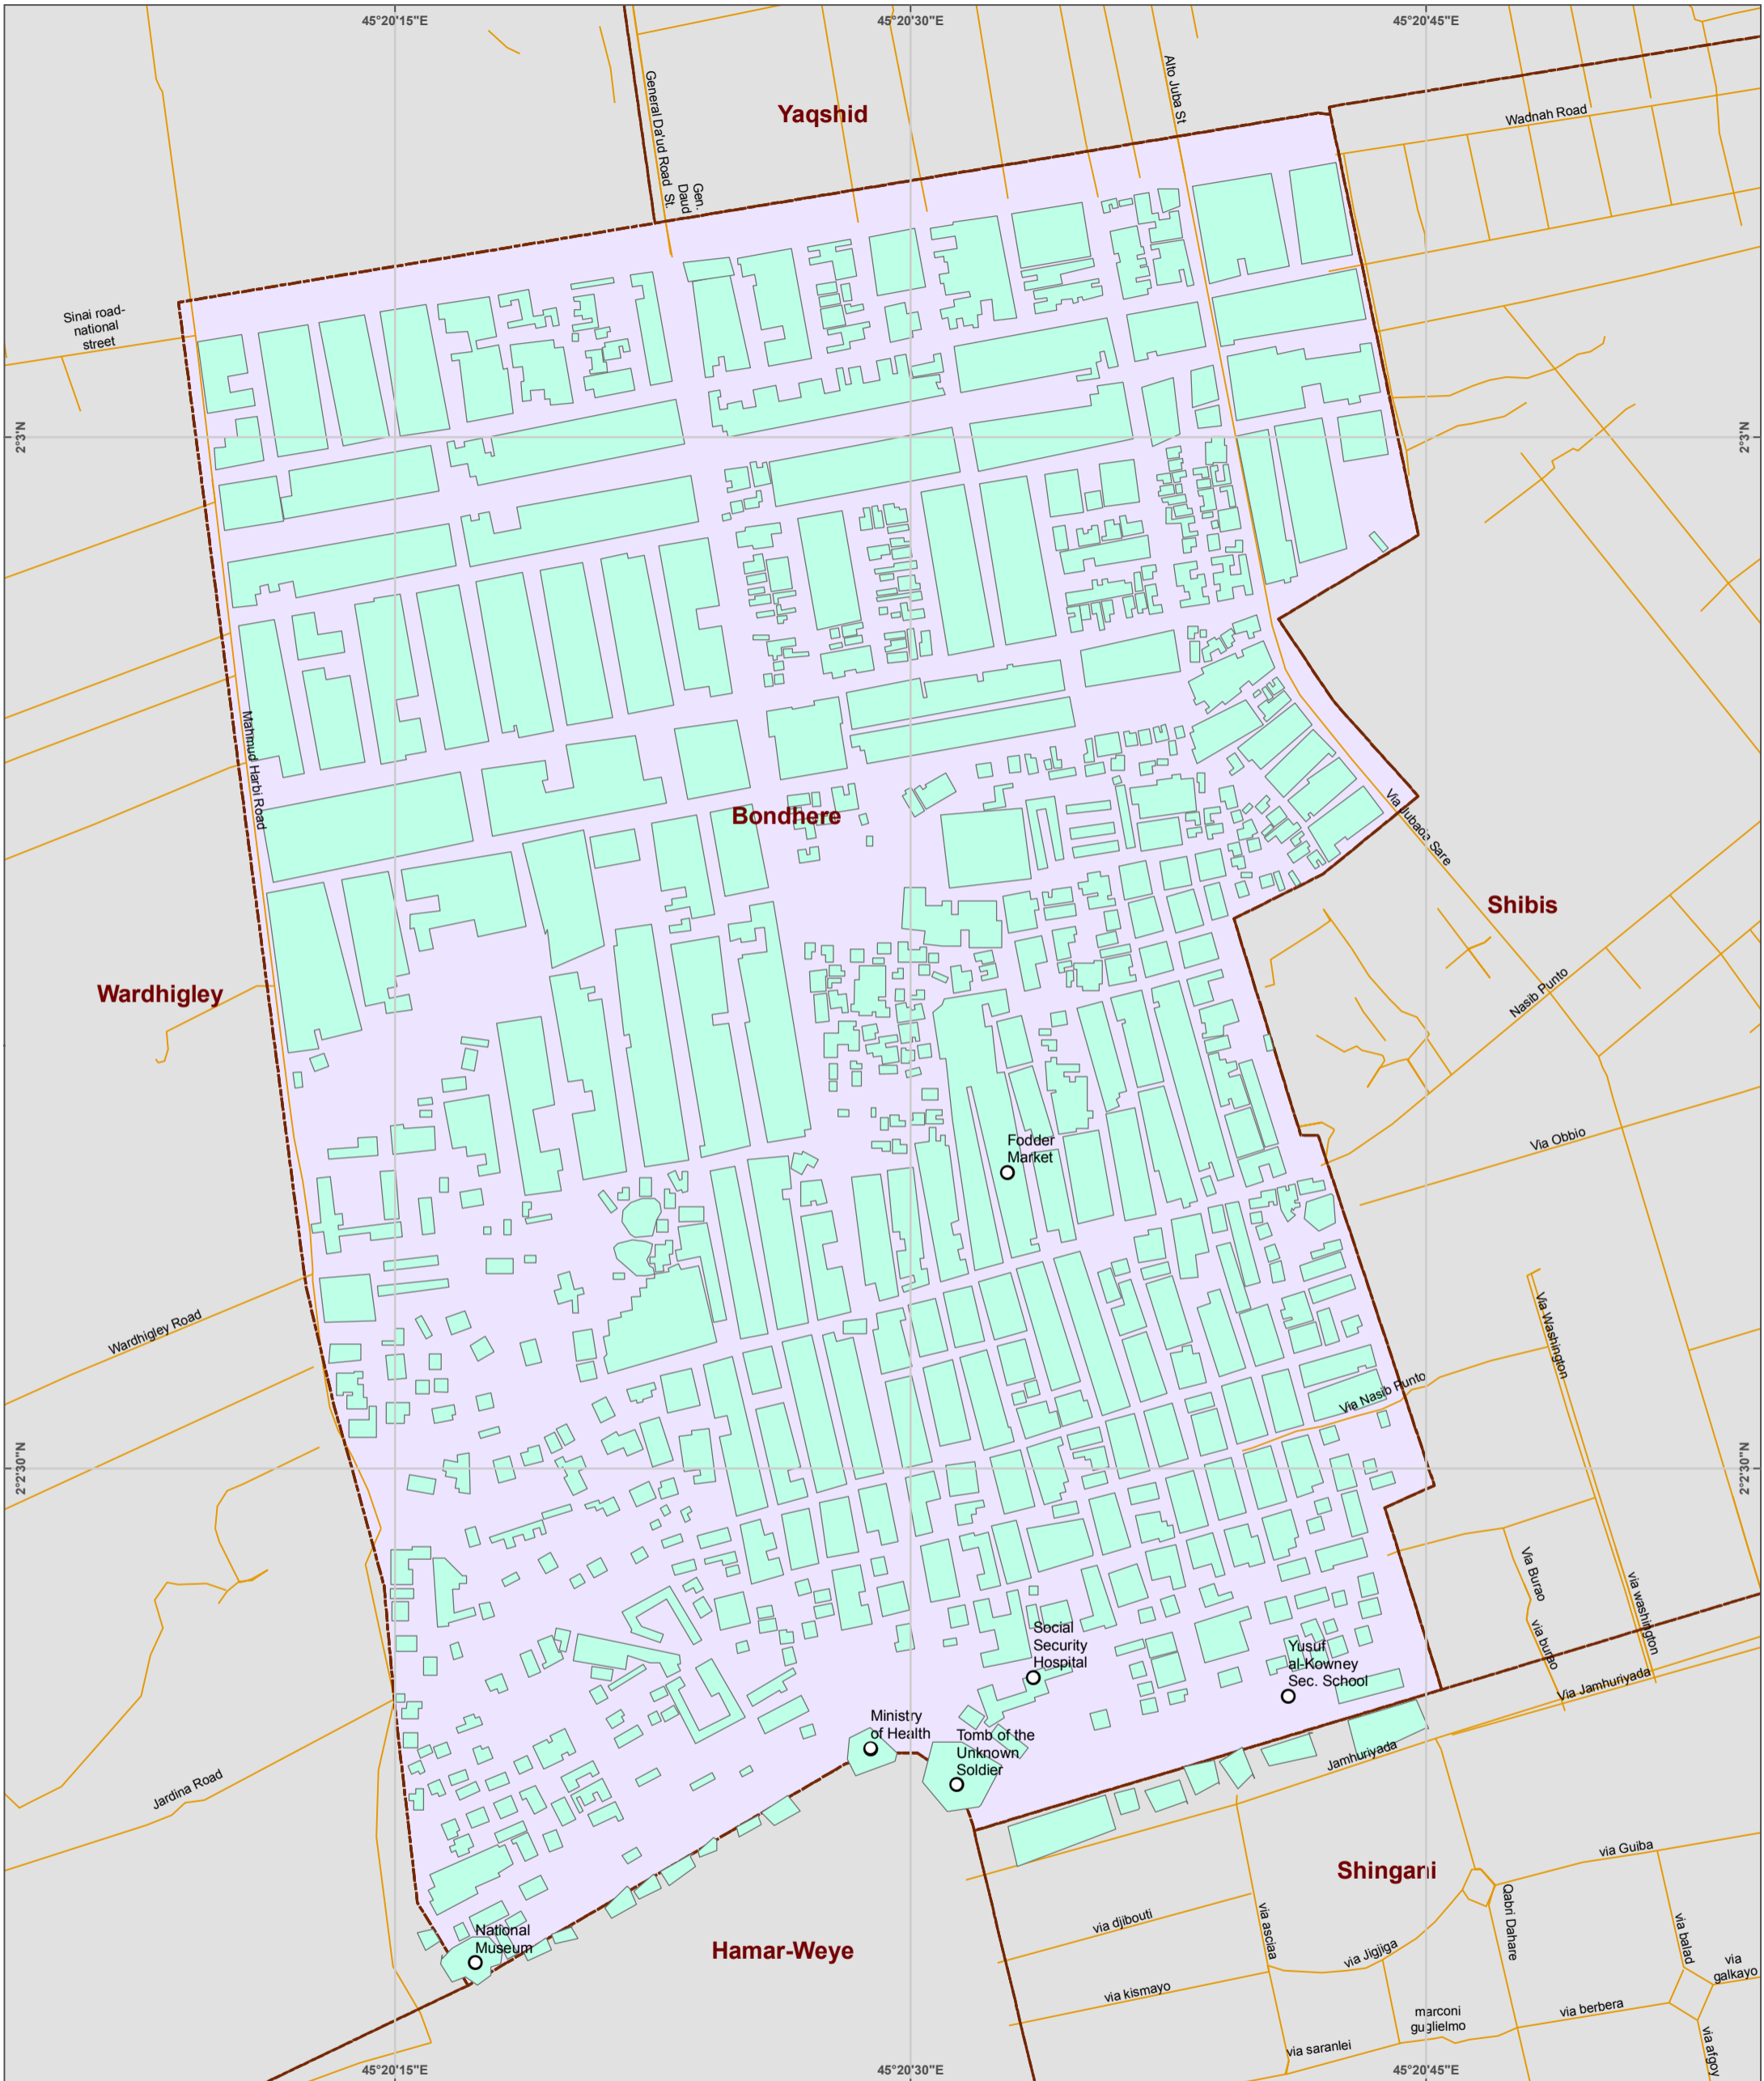 45°20'15"E
45°20'30"E
45°20'45"E
General Da'ud Road St.
Gen.
Daud
Alto Juba St
Yaqshid
Wadnah Road
Sinai road-
national
street
2°3'N
2°3'N
Mahmud Harbi Road
Bondhere
Via Jubaoa Sare
Shibis
Wardhigley
Nasib Punto
Fodder
Market
Via Obbio
Wardhigley Road
Via Washington
Via Nasib Punto
2°2'30"N
2°2'30"N
Via Burao
via washington
via burao
Social
Security
Hospital
Yusuf
al-Kowney
Sec. School
Via Jamhuriyada
Ministry
of Health
Tomb of the
Unknown
Soldier
Jamhuriyada
Jardina Road
via Guiba
Shingani
Qabri Dahare
via djibouti
via asciaa
via balad
National
Museum
Hamar-Weye
via Jigjiga
via
galkayo
via kismayo
marconi
guglielmo
via berbera
via saranlei
via afgoy
45°20'15"E
45°20'30"E
45°20'45"E